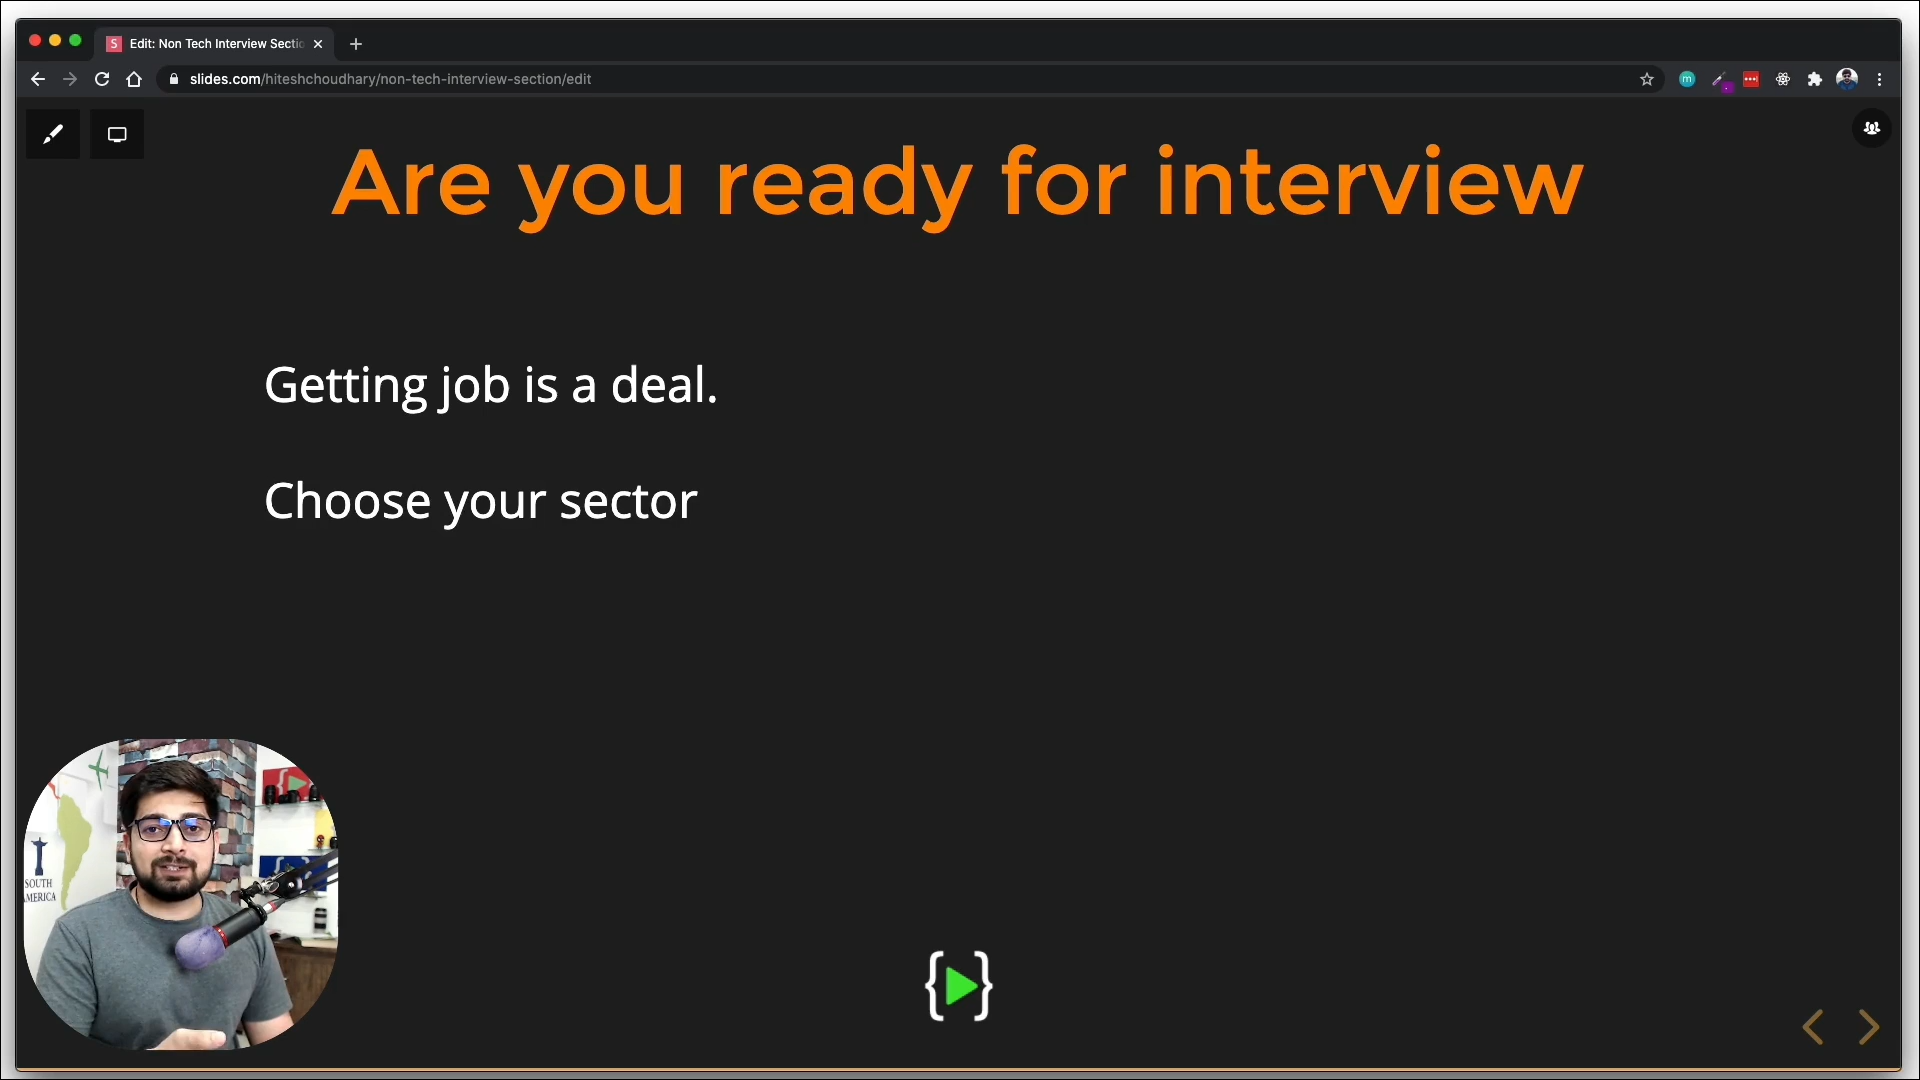 S Edit: Non Tech Interview Sectio
slides.com/hiteshchoudhary/non-tech-interview-section/edit
m
Are you ready for interview
Getting job is a deal.
Choose your sector
SOUTH
AMERICA
{ }